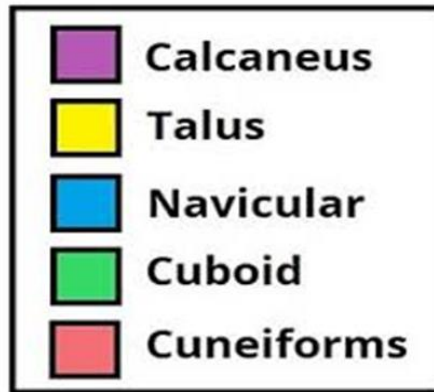 Calcaneus
Talus
Navicular
Cuboid
Cuneiforms